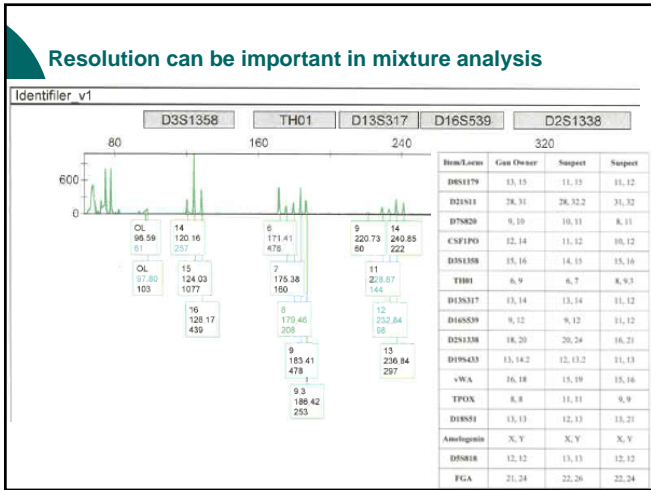 Resolution can be important in mixture analysis
Identifiler_v1
D3S1358 TH01 D13S317 D16S539 D2S1338
80 160 240 320
600
0
OL
98.59
81
OL
97.80
103
14
120.16
257
15
124.03
1077
16
128.17
439
6
171.41
478
7
175.38
160
8
179.46
208
9
183.41
478
9.3
186.42
253
9
220.73
60
11
228.87
144
12
232.84
98
13
236.84
297
14
240.85
222
Item/Locus Gun Owner Suspect Suspect
D8S1179 13, 15 11, 15 11, 12
D21S11 28, 31 28, 32.2 31, 32
D7S820 9, 10 10, 11 8, 11
CSF1PO 12, 14 11, 12 10, 12
D3S1358 15, 16 14, 15 15, 16
TH01 6, 9 6, 7 8, 9.3
D13S317 13, 14 13, 14 11, 12
D16S539 9, 12 9, 12 11, 12
D2S1338 18, 20 20, 24 16, 21
D19S433 13, 14.2 12, 13.2 11, 13
vWA 16, 18 15, 19 15, 16
TPOX 8, 8 11, 11 9, 9
D18S51 13, 13 12, 13 13, 21
Amelogenin X, Y X, Y X, Y
D5S818 12, 12 13, 13 12, 12
FGA 21, 24 22, 26 22, 24